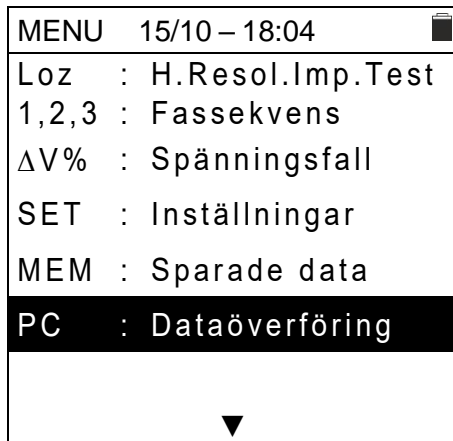 MENU 15/10 – 18:04
Loz : H.Resol.Imp.Test
1,2,3 : Fassekvens
ΔV% : Spänningsfall
SET : Inställningar
MEM : Sparade data
PC : Dataöverföring
▼